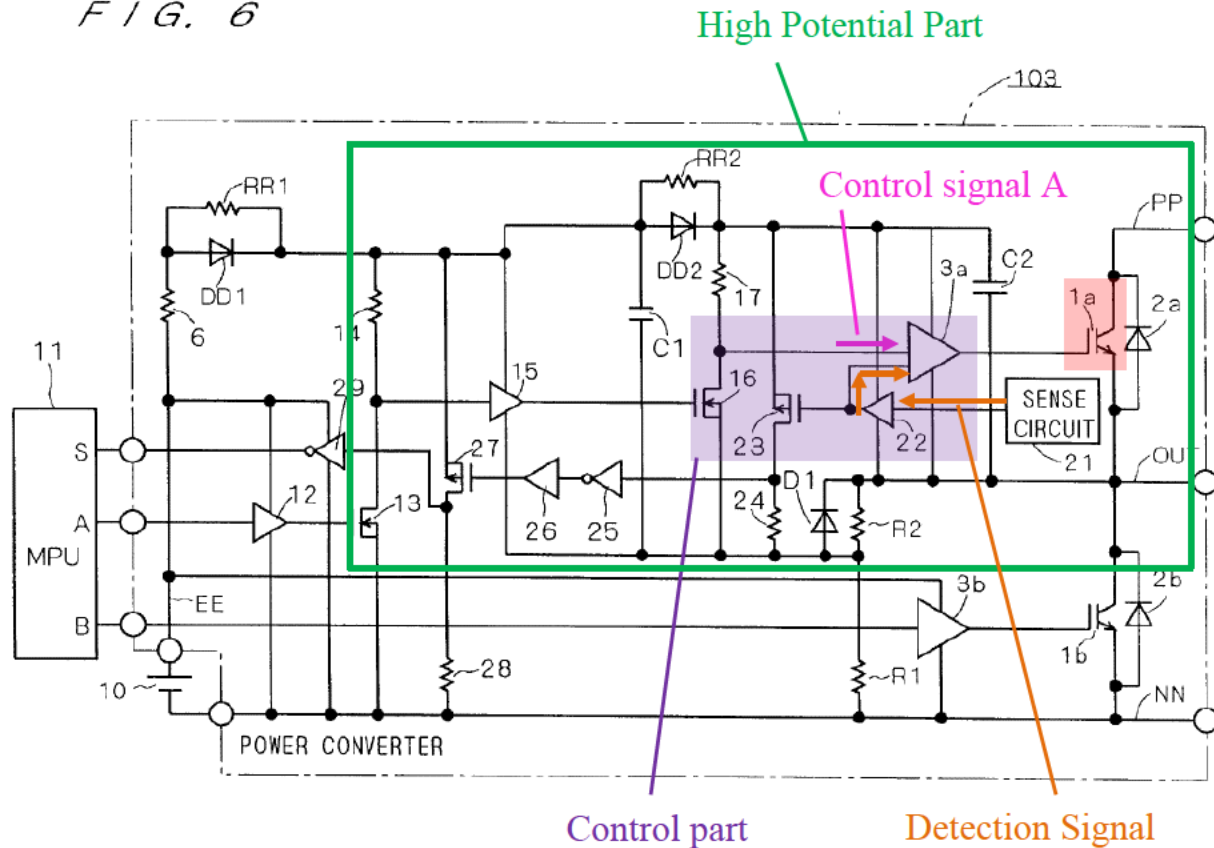 FIG. 6
High Potential Part
103
RR1
RR2
Control signal A
PP
DD1
DD2
C2
3a
1a
2a
6
14
17
C1
11
15
16
29
23
22
SENSE
CIRCUIT
21
OUT
S
27
D1
12
13
26
25
24
R2
A
MPU
EE
3b
2b
B
1b
10
28
R1
NN
POWER CONVERTER
Control part
Detection Signal